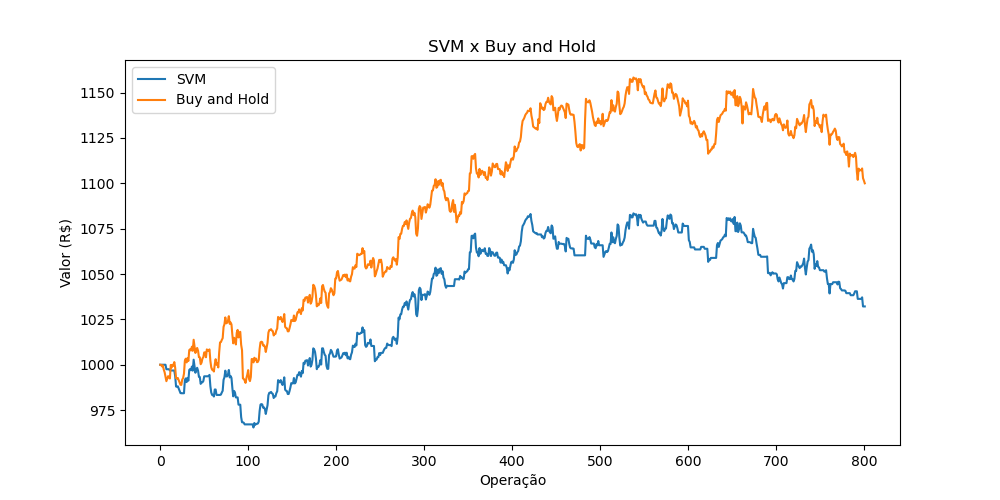 SVM x Buy and Hold
SVM
Buy and Hold
Valor (R$)
1150
1125
1100
1075
1050
1025
1000
975
0 100 200 300 400 500 600 700 800
Operação